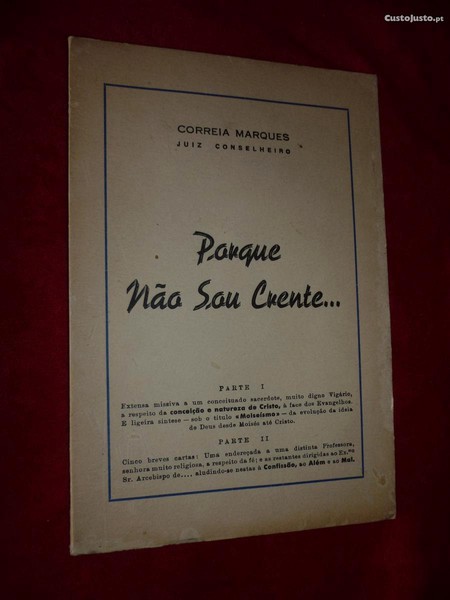 CustoJusto.pt
CORREIA MARQUES
JUIZ CONSELHEIRO
Porque
Não Sou Crente...
PARTE I
Extensa missiva a um conceituado sacerdote, muito digno Vigário,
a respeito da conceição e natureza de Cristo, à face dos Evangelhos
E ligeira síntese — sob o título «Moiseísmo» — da evolução da ideia
de Deus desde Moisés até Cristo.
PARTE II
Cinco breves cartas: Uma endereçada a uma distinta Professora,
senhora muito religiosa, a respeito da fé; e as restantes dirigidas ao Ex.mo
Sr. Arcebispo de...., aludindo-se nestas à Confissão, ao Além e ao Mal.